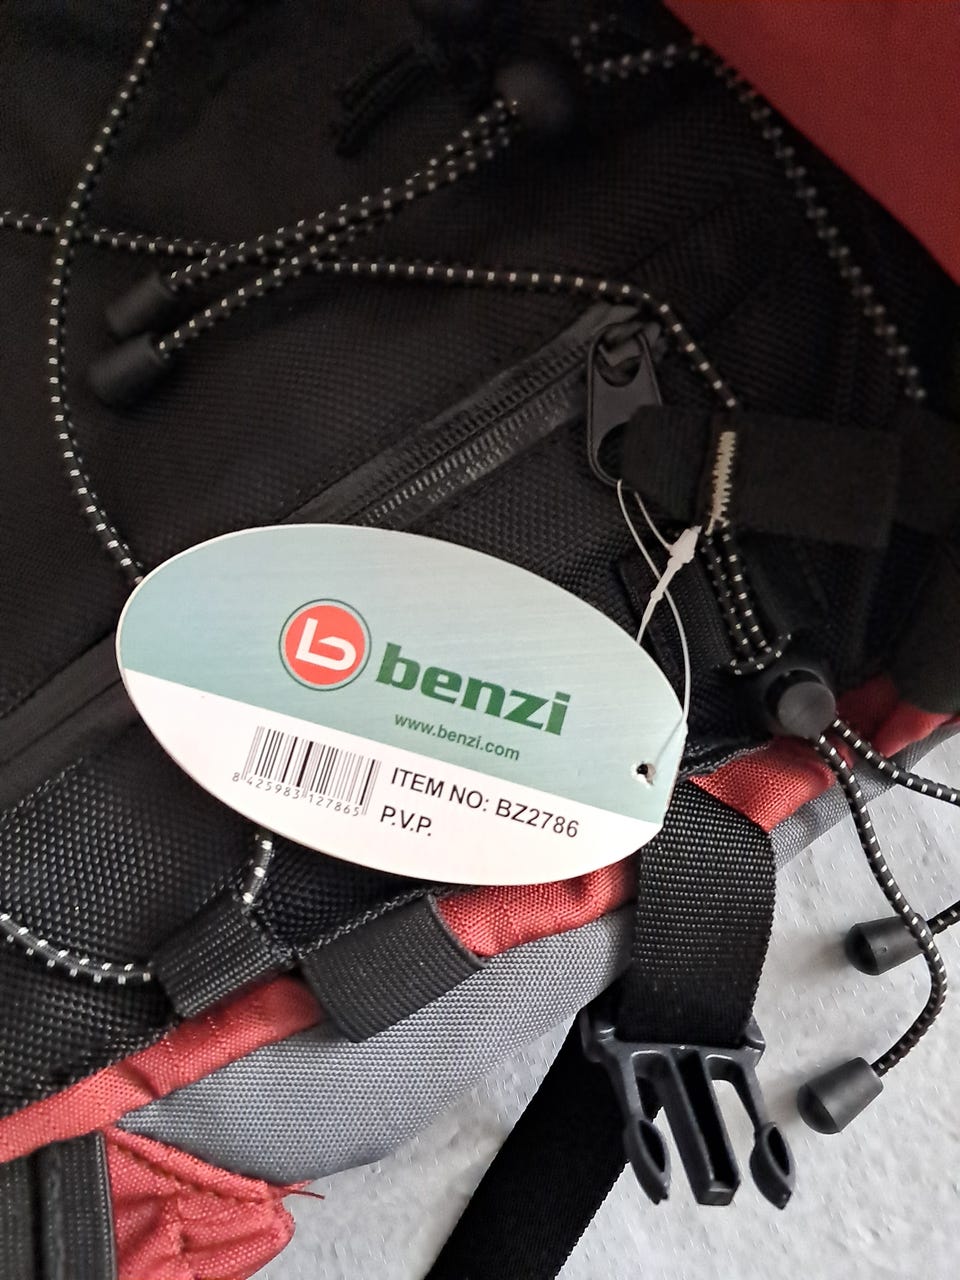 b benzi
www.benzi.com
8 425983 127865
ITEM NO: BZ2786
P.V.P.